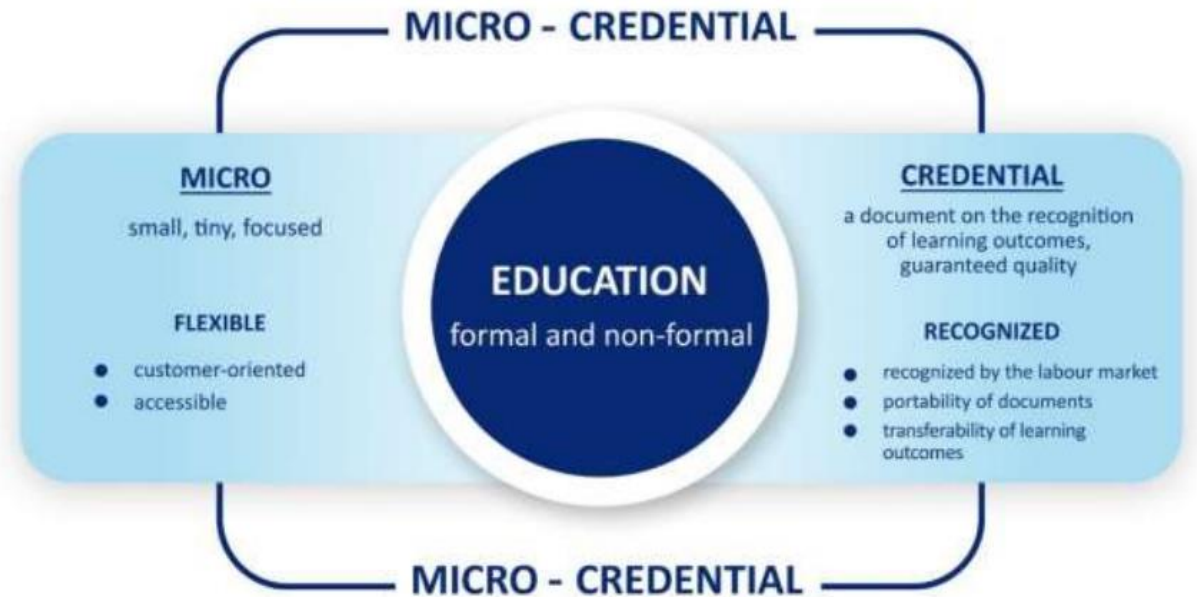 MICRO - CREDENTIAL
MICRO
small, tiny, focused
FLEXIBLE
● customer-oriented
● accessible
EDUCATION
formal and non-formal
CREDENTIAL
a document on the recognition
of learning outcomes,
guaranteed quality
RECOGNIZED
● recognized by the labour market
● portability of documents
● transferability of learning
outcomes
MICRO - CREDENTIAL